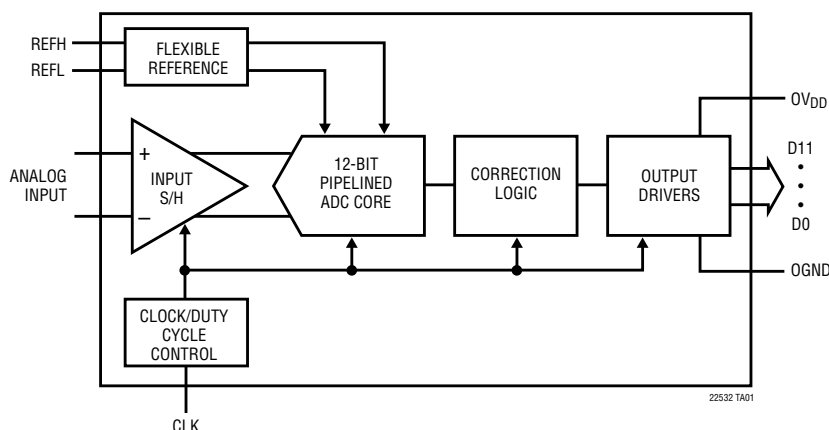 REFH
REFL
FLEXIBLE
REFERENCE
OVDD
ANALOG
INPUT
+
–
INPUT
S/H
12-BIT
PIPELINED
ADC CORE
CORRECTION
LOGIC
OUTPUT
DRIVERS
D11
•
•
•
D0
OGND
CLOCK/DUTY
CYCLE
CONTROL
CLK
22532 TA01